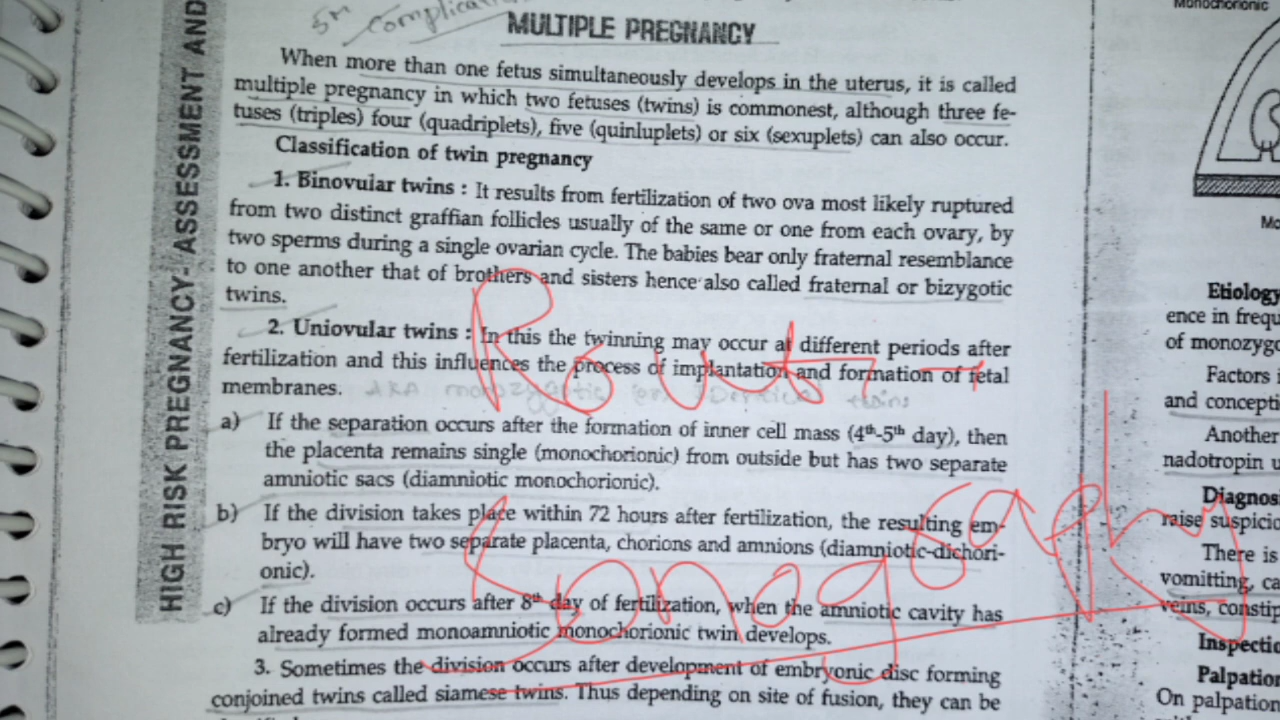 Monochorionic
5m complica
MULTIPLE PREGNANCY
HIGH RISK PREGNANCY- ASSESSMENT AND
When more than one fetus simultaneously develops in the uterus, it is called
multiple pregnancy in which two fetuses (twins) is commonest, although three fe-
tuses (triples) four (quadriplets), five (quinluplets) or six (sexuplets) can also occur.
Classification of twin pregnancy
1. Binovular twins : It results from fertilization of two ova most likely ruptured
from two distinct graffian follicles usually of the same or one from each ovary, by
two sperms during a single ovarian cycle. The babies bear only fraternal resemblance
to one another that of brothers and sisters hence also called fraternal or bizygotic
twins.
2. Uniovular twins : In this the twinning may occur at different periods after
fertilization and this influences the process of implantation and formation of fetal
membranes.
AKA monozygotic twins
a) If the separation occurs after the formation of inner cell mass (4th-5th day), then
the placenta remains single (monochorionic) from outside but has two separate
amniotic sacs (diamniotic monochorionic).
b) If the division takes place within 72 hours after fertilization, the resulting em-
bryo will have two separate placenta, chorions and amnions (diamniotic-dichori-
onic).
c) If the division occurs after 8th day of fertilization, when the amniotic cavity has
already formed monoamniotic monochorionic twin develops.
3. Sometimes the division occurs after development of embryonic disc forming
conjoined twins called siamese twins. Thus depending on site of fusion, they can be
Sonography
Mo
Etiology
ence in frequ
of monozygo
Factors i
and concepti
Another
nadotropin u
Diagnos
raise suspicio
There is
vomitting, ca
veins, constip
Inspectio
Palpation
On palpation